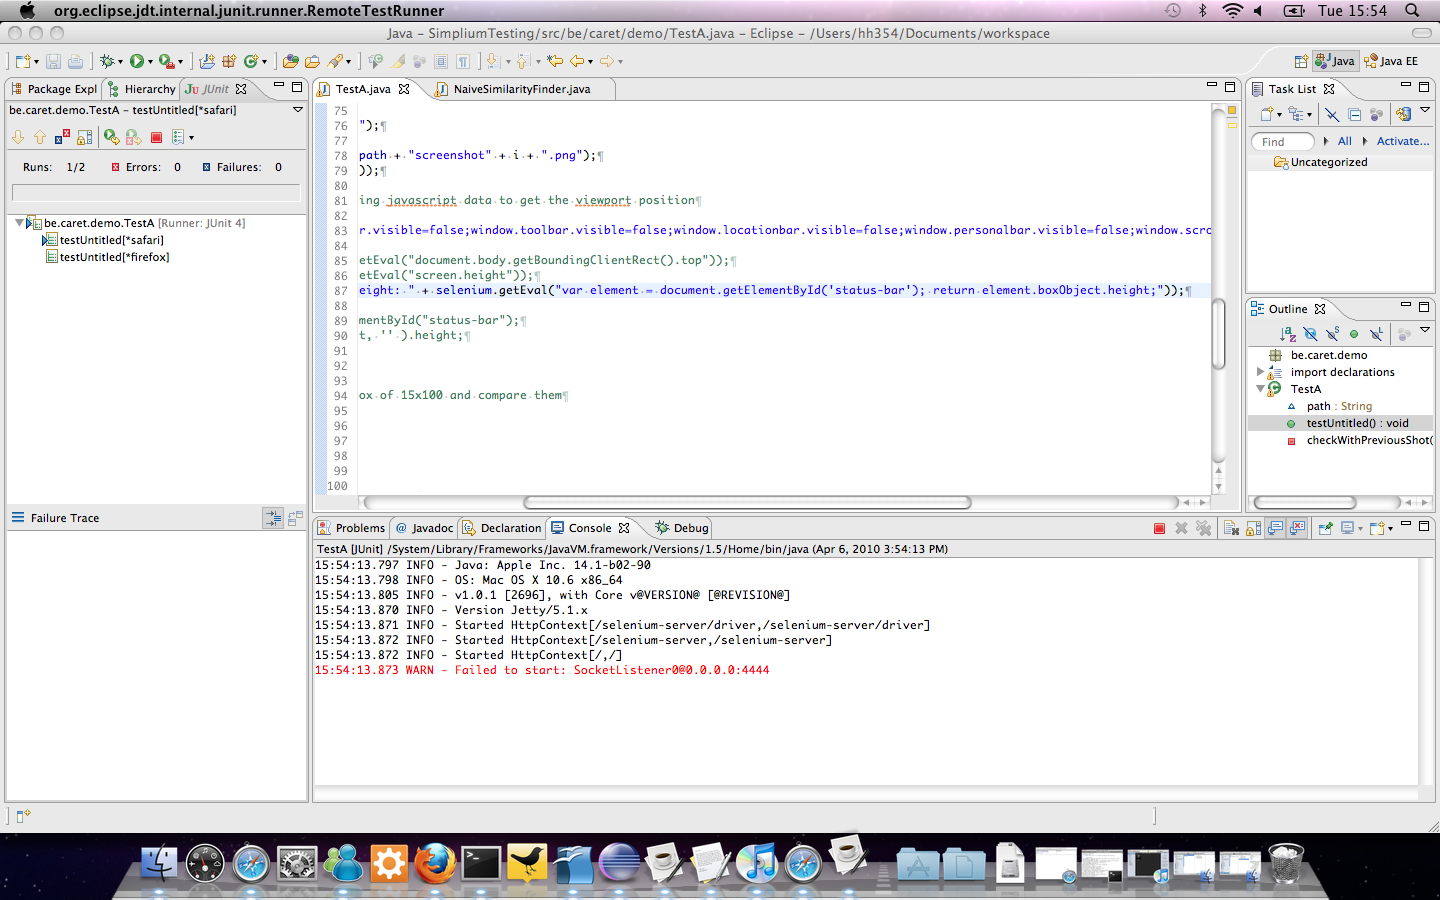 org.eclipse.jdt.internal.junit.runner.RemoteTestRunner
Tue 15:54
Java – SimpliumTesting/src/be/caret/demo/TestA.java – Eclipse – /Users/hh354/Documents/workspace
Java
Java EE
Package Expl
Hierarchy
JUnit
be.caret.demo.TestA – testUntitled[*safari]
Runs: 1/2
Errors: 0
Failures: 0
be.caret.demo.TestA [Runner: JUnit 4]
testUntitled[*safari]
testUntitled[*firefox]
Failure Trace
TestA.java
NaiveSimilarityFinder.java
75
76 ");¶
77
78 path + "screenshot" + i + ".png");¶
79 ));¶
80
81 ing javascript data to get the viewport position¶
82
83 r.visible=false;window.toolbar.visible=false;window.locationbar.visible=false;window.personalbar.visible=false;window.scro
84
85 etEval("document.body.getBoundingClientRect().top"));¶
86 etEval("screen.height"));¶
87 eight: " + selenium.getEval("var element = document.getElementById('status-bar'); return element.boxObject.height;"));¶
88
89 mentById("status-bar");¶
90 t, '' ).height;¶
91
92
93
94 ox of 15x100 and compare them¶
95
96
97
98
99
100
Task List
Find
All
Activate...
Uncategorized
Outline
be.caret.demo
import declarations
TestA
path : String
testUntitled() : void
checkWithPreviousShot(
Problems
@ Javadoc
Declaration
Console
Debug
TestA [JUnit] /System/Library/Frameworks/JavaVM.framework/Versions/1.5/Home/bin/java (Apr 6, 2010 3:54:13 PM)
15:54:13.797 INFO - Java: Apple Inc. 14.1-b02-90
15:54:13.798 INFO - OS: Mac OS X 10.6 x86_64
15:54:13.805 INFO - v1.0.1 [2696], with Core v@VERSION@ [@REVISION@]
15:54:13.870 INFO - Version Jetty/5.1.x
15:54:13.871 INFO - Started HttpContext[/selenium-server/driver,/selenium-server/driver]
15:54:13.872 INFO - Started HttpContext[/selenium-server,/selenium-server]
15:54:13.872 INFO - Started HttpContext[/,/]
15:54:13.873 WARN - Failed to start: SocketListener0@0.0.0.0:4444